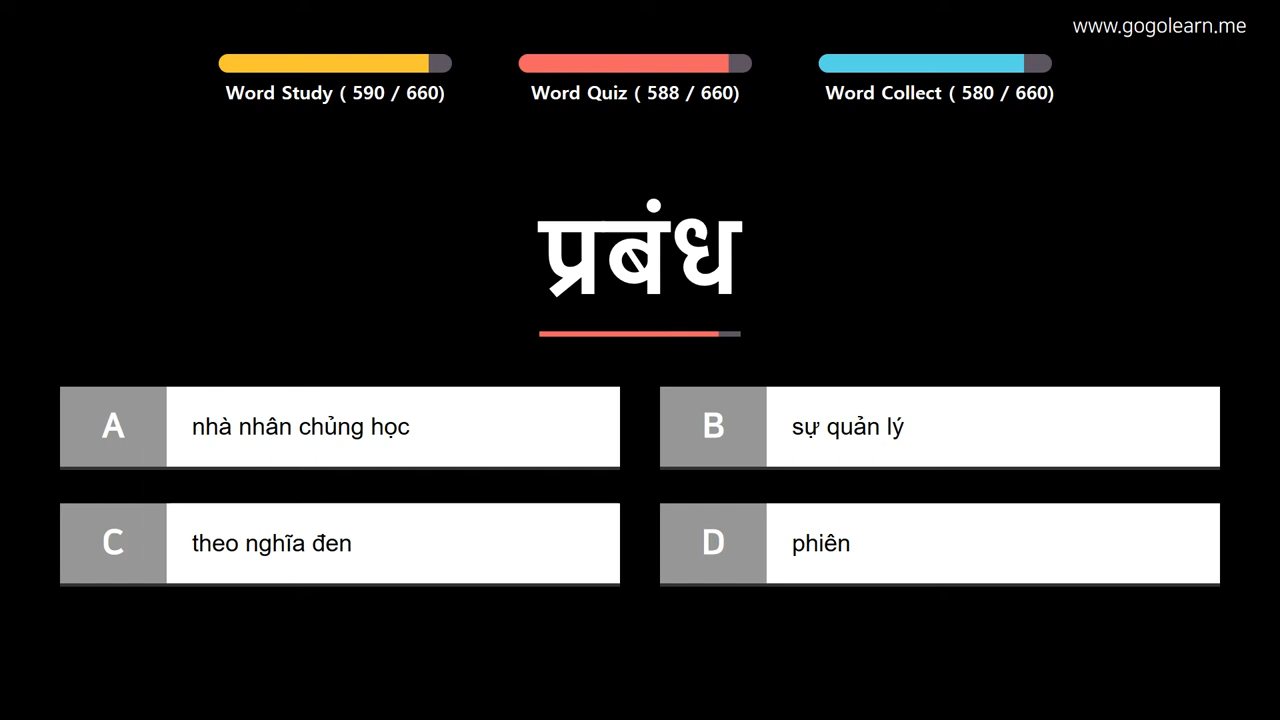 www.gogolearn.me
Word Study ( 590 / 660)
Word Quiz ( 588 / 660)
Word Collect ( 580 / 660)
प्रबंध
A
nhà nhân chủng học
B
sự quản lý
C
theo nghĩa đen
D
phiên